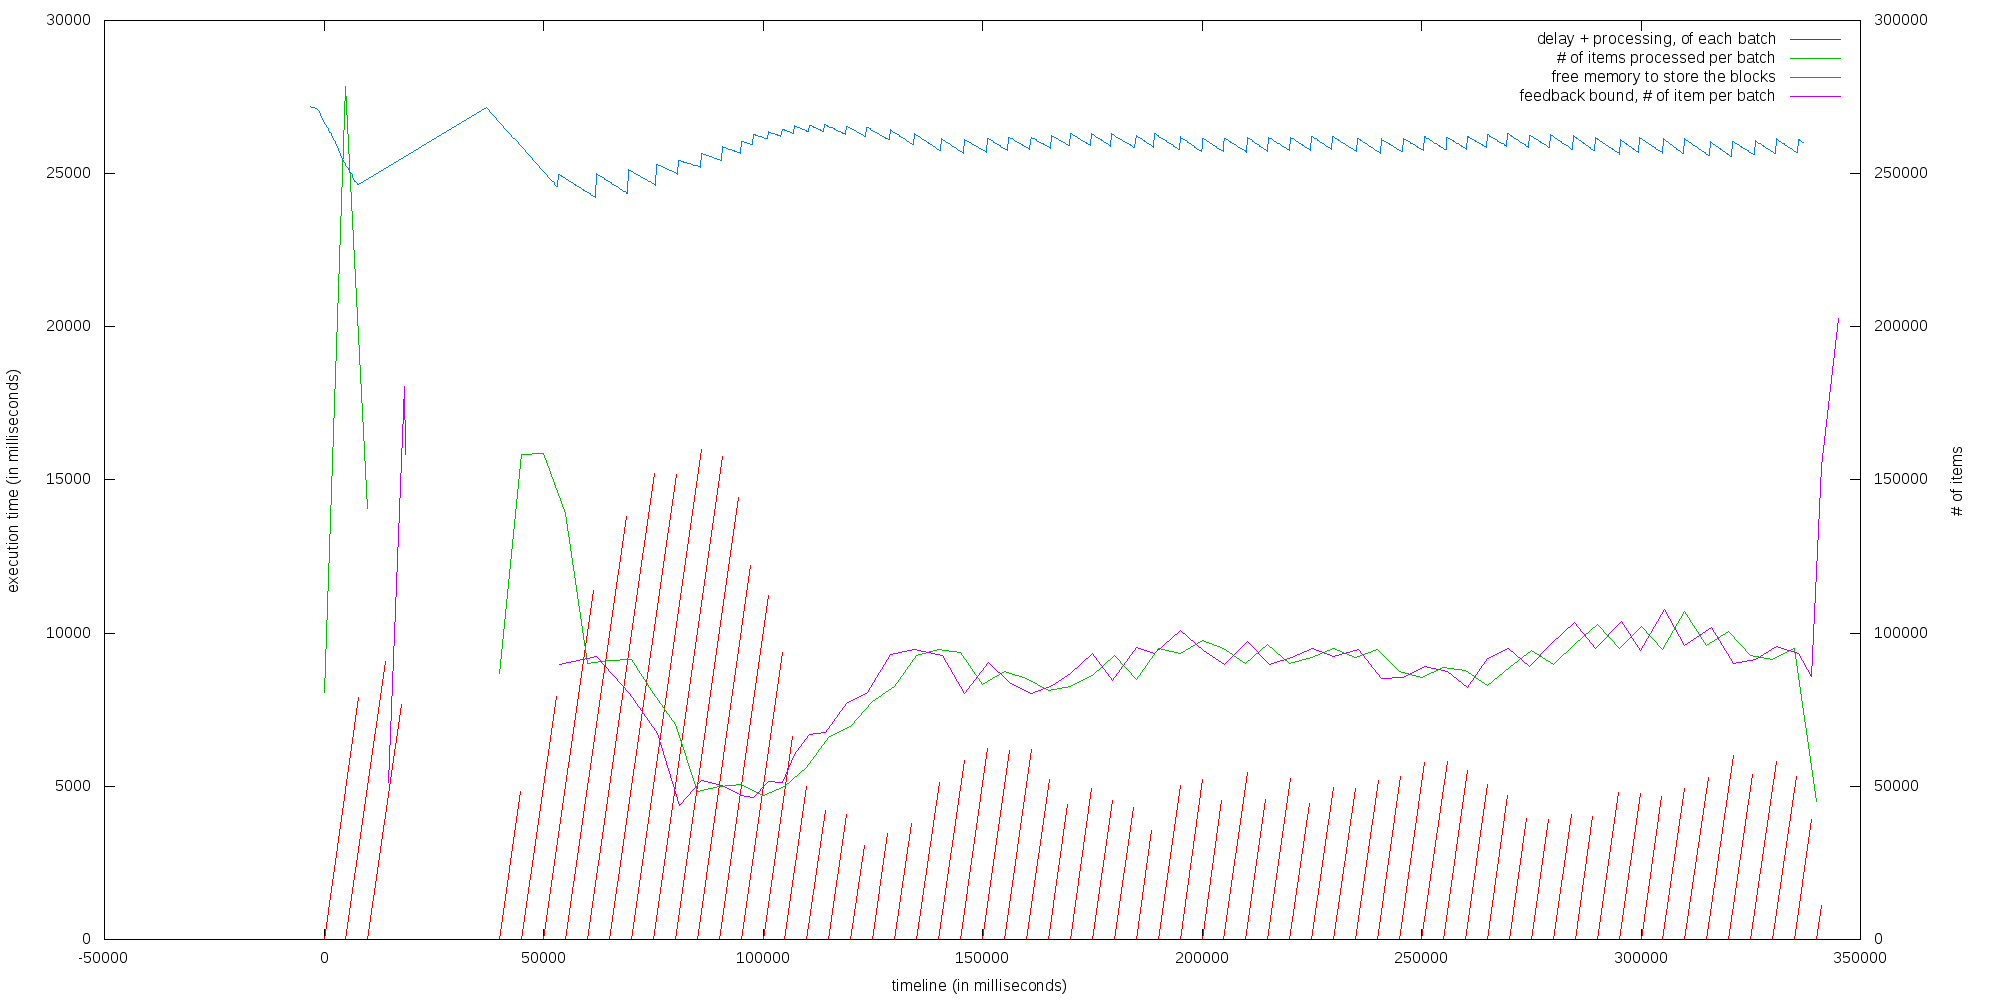 30000
25000
20000
15000
10000
5000
0
execution time (in milliseconds)
300000
250000
200000
150000
100000
50000
0
# of items
delay + processing, of each batch
# of items processed per batch
free memory to store the blocks
feedback bound, # of item per batch
-50000 0 50000 100000 150000 200000 250000 300000 350000
timeline (in milliseconds)